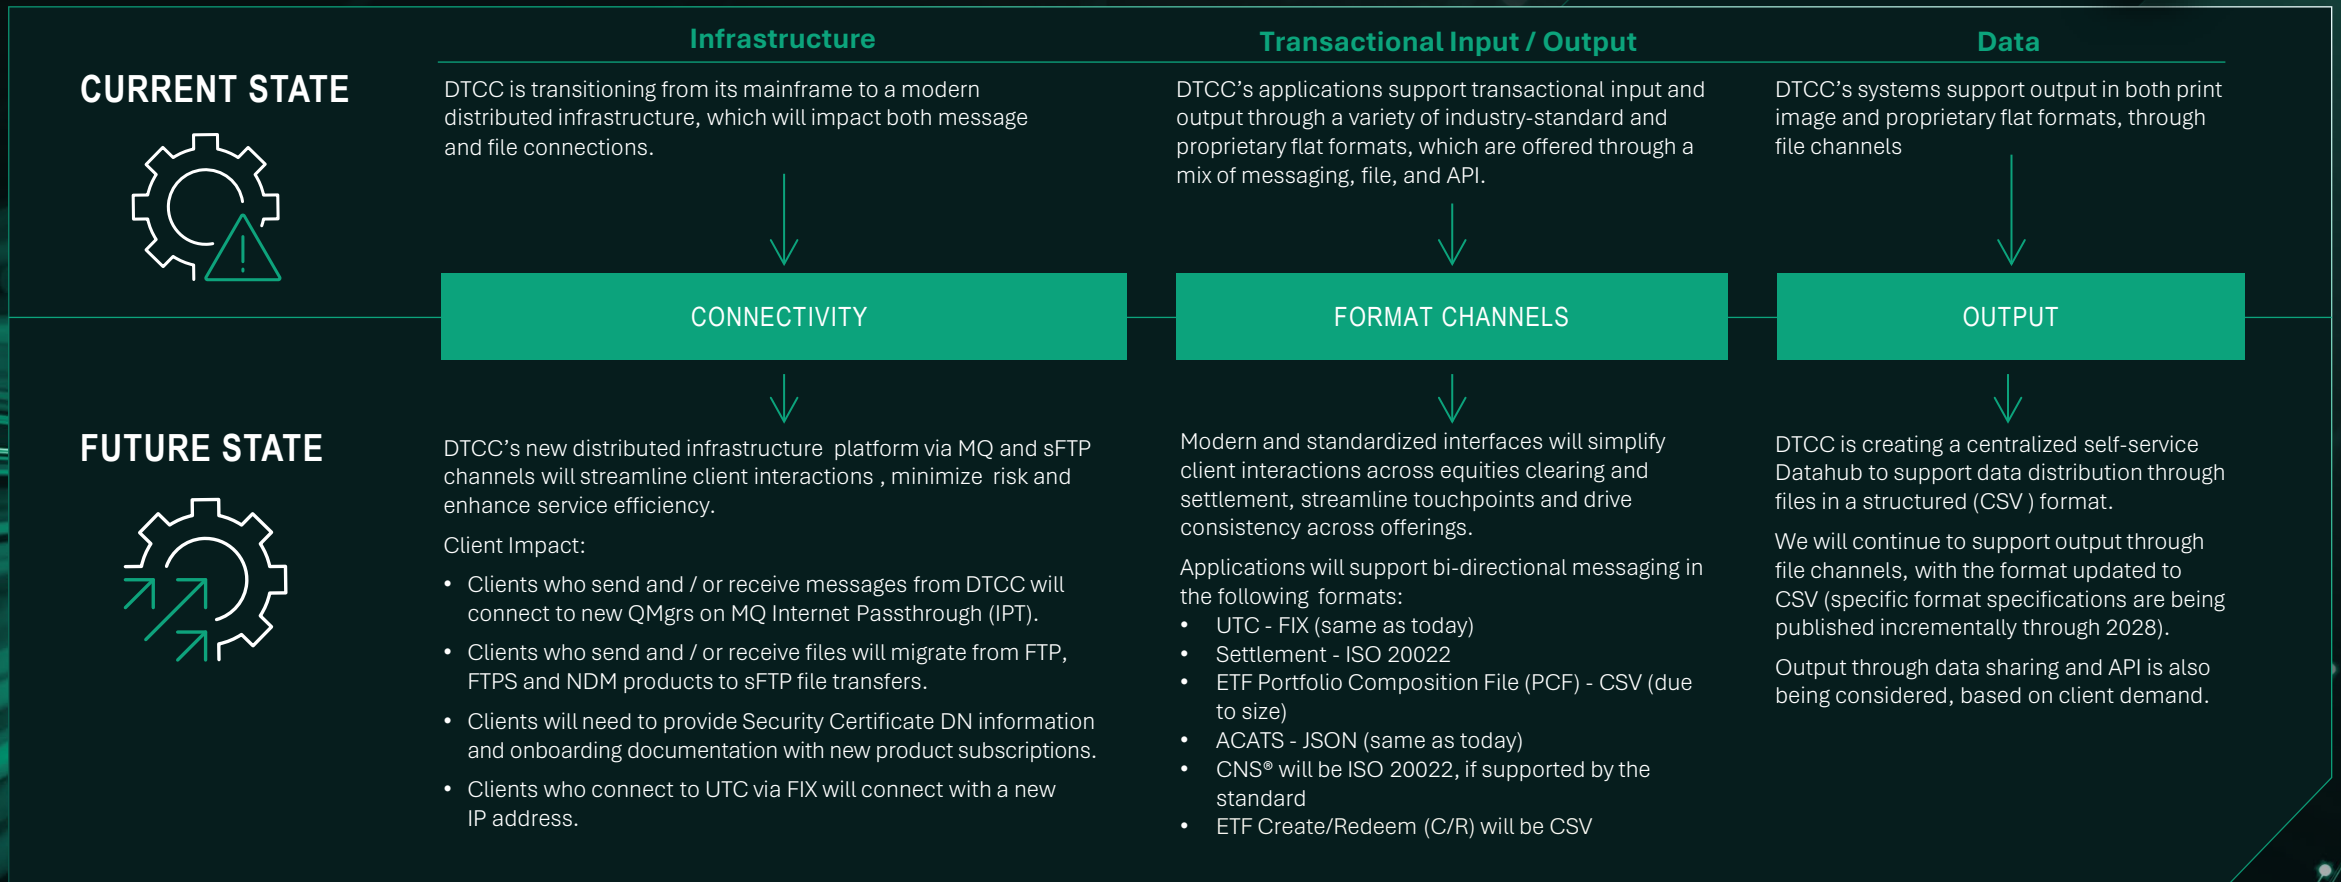 Infrastructure
Transactional Input / Output
Data
CURRENT STATE
DTCC is transitioning from its mainframe to a modern
distributed infrastructure, which will impact both message
and file connections.
DTCC's applications support transactional input and
output through a variety of industry-standard and
proprietary flat formats, which are offered through a
mix of messaging, file, and API.
DTCC's systems support output in both print
image and proprietary flat formats, through
file channels
CONNECTIVITY
FORMAT CHANNELS
OUTPUT
FUTURE STATE
DTCC's new distributed infrastructure platform via MQ and sFTP
channels will streamline client interactions , minimize risk and
enhance service efficiency.
Client Impact:
• Clients who send and / or receive messages from DTCC will
connect to new QMgrs on MQ Internet Passthrough (IPT).
• Clients who send and / or receive files will migrate from FTP,
FTPS and NDM products to sFTP file transfers.
• Clients will need to provide Security Certificate DN information
and onboarding documentation with new product subscriptions.
• Clients who connect to UTC via FIX will connect with a new
IP address.
Modern and standardized interfaces will simplify
client interactions across equities clearing and
settlement, streamline touchpoints and drive
consistency across offerings.
Applications will support bi-directional messaging in
the following formats:
• UTC - FIX (same as today)
• Settlement - ISO 20022
• ETF Portfolio Composition File (PCF) - CSV (due
to size)
• ACATS - JSON (same as today)
• CNS® will be ISO 20022, if supported by the
standard
• ETF Create/Redeem (C/R) will be CSV
DTCC is creating a centralized self-service
Datahub to support data distribution through
files in a structured (CSV ) format.
We will continue to support output through
file channels, with the format updated to
CSV (specific format specifications are being
published incrementally through 2028).
Output through data sharing and API is also
being considered, based on client demand.